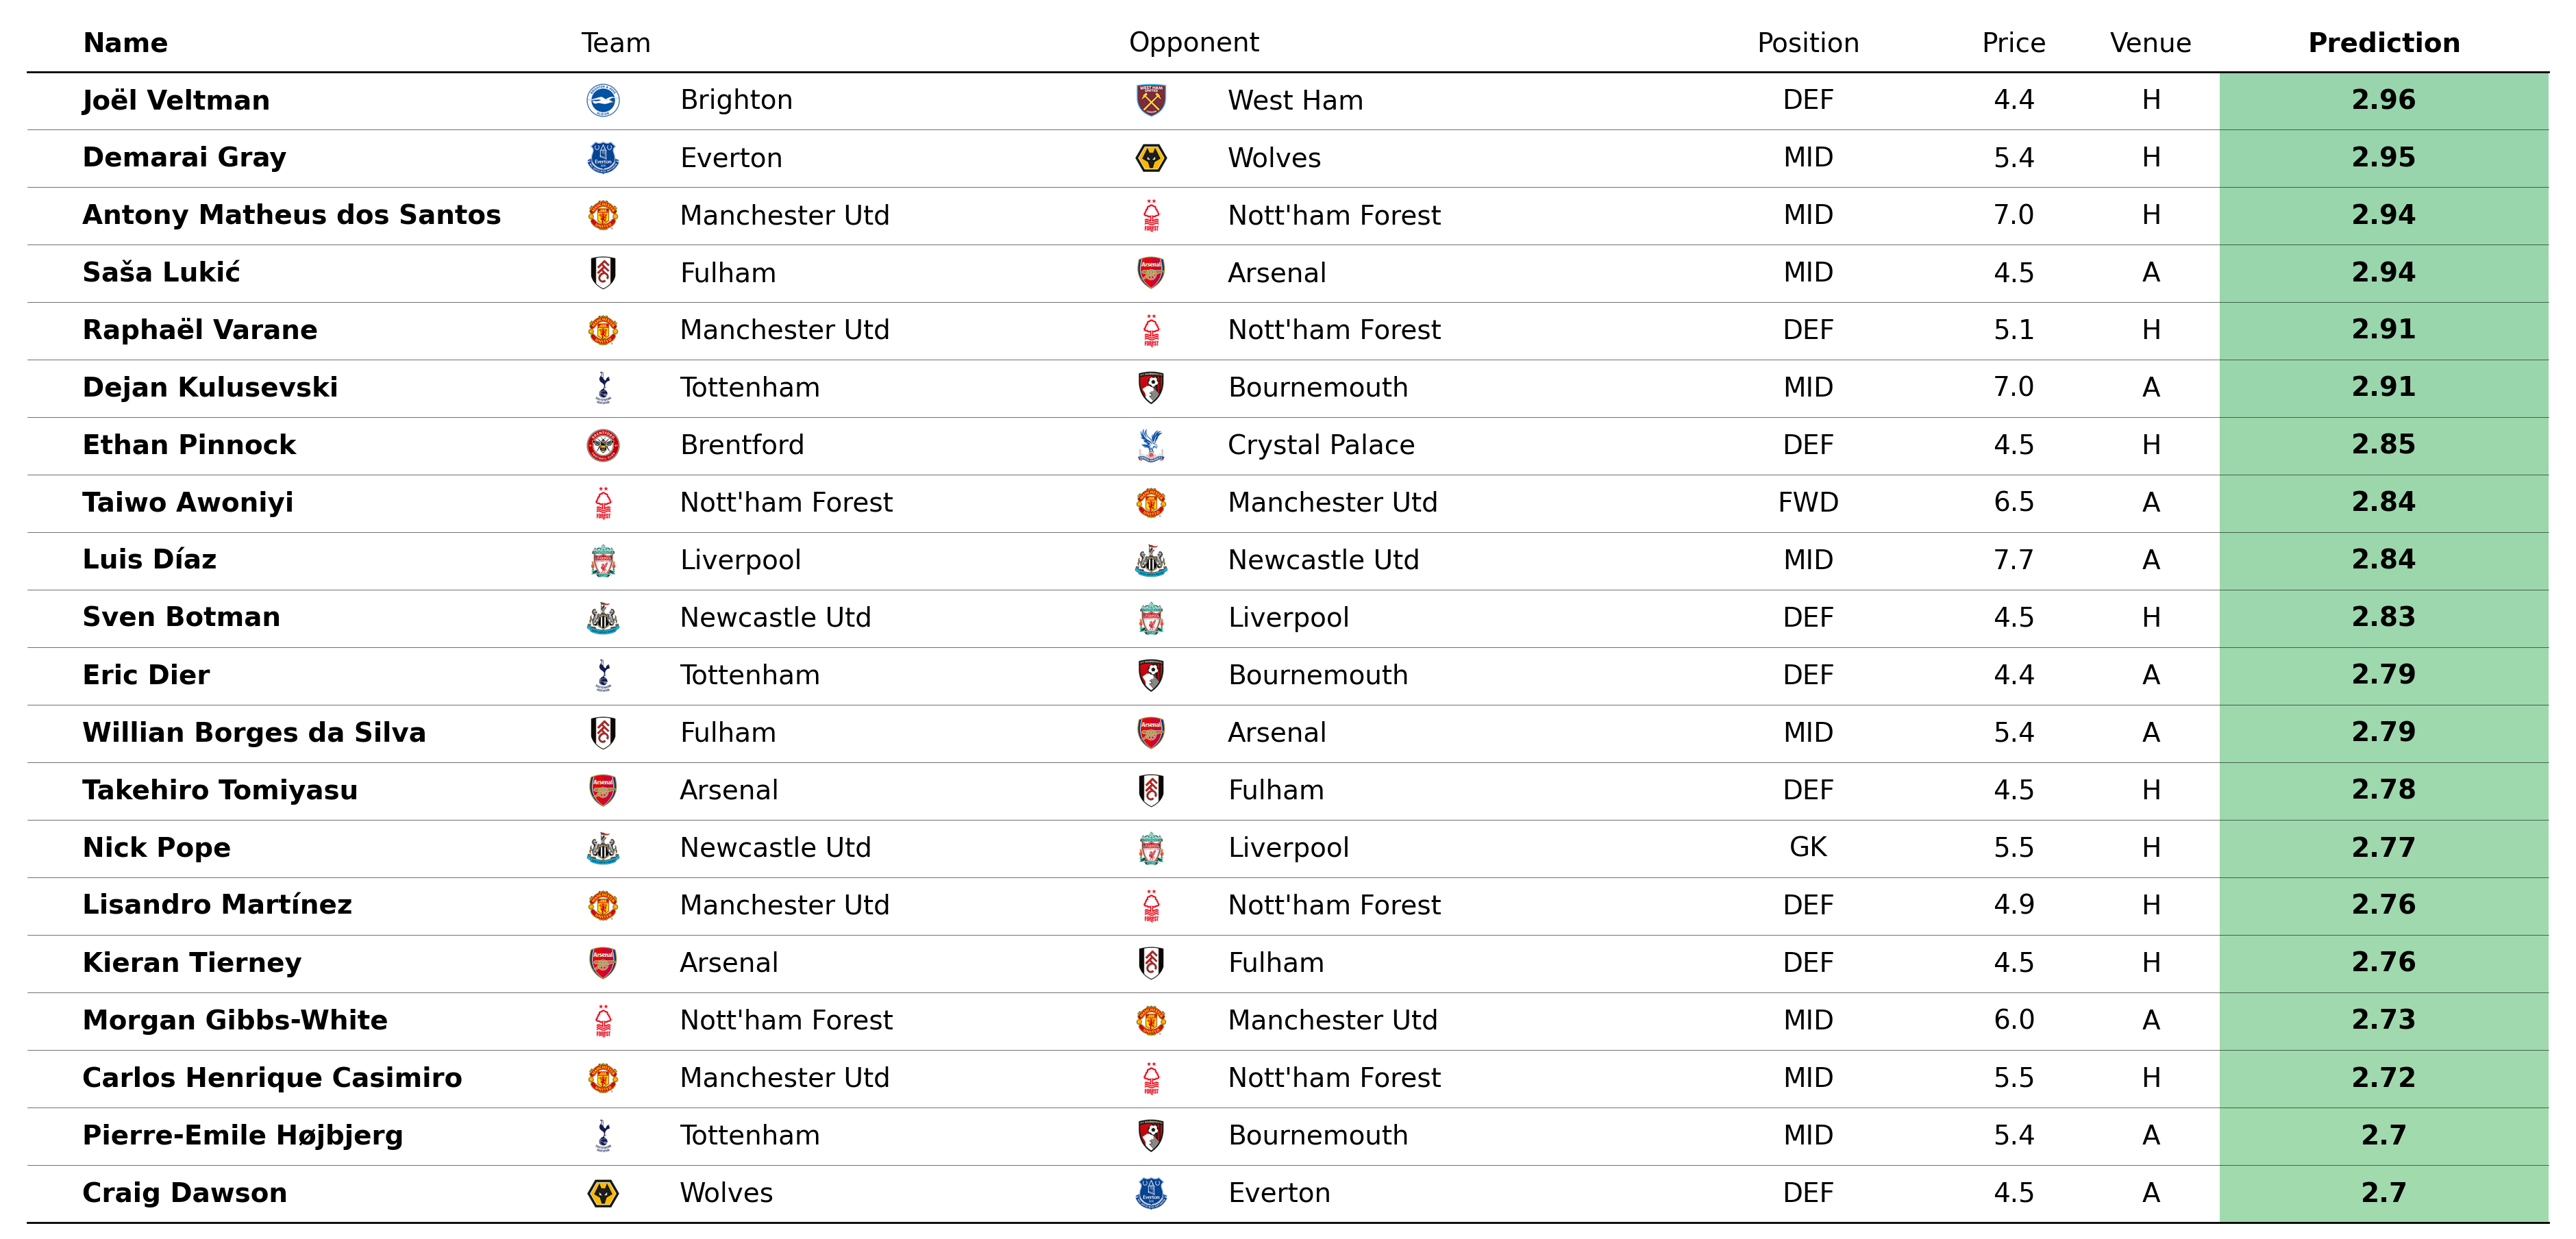 Name Team Opponent Position Price Venue Prediction
Joël Veltman Brighton West Ham DEF 4.4 H 2.96
Demarai Gray Everton Wolves MID 5.4 H 2.95
Antony Matheus dos Santos Manchester Utd Nott'ham Forest MID 7.0 H 2.94
Saša Lukić Fulham Arsenal MID 4.5 A 2.94
Raphaël Varane Manchester Utd Nott'ham Forest DEF 5.1 H 2.91
Dejan Kulusevski Tottenham Bournemouth MID 7.0 A 2.91
Ethan Pinnock Brentford Crystal Palace DEF 4.5 H 2.85
Taiwo Awoniyi Nott'ham Forest Manchester Utd FWD 6.5 A 2.84
Luis Díaz Liverpool Newcastle Utd MID 7.7 A 2.84
Sven Botman Newcastle Utd Liverpool DEF 4.5 H 2.83
Eric Dier Tottenham Bournemouth DEF 4.4 A 2.79
Willian Borges da Silva Fulham Arsenal MID 5.4 A 2.79
Takehiro Tomiyasu Arsenal Fulham DEF 4.5 H 2.78
Nick Pope Newcastle Utd Liverpool GK 5.5 H 2.77
Lisandro Martínez Manchester Utd Nott'ham Forest DEF 4.9 H 2.76
Kieran Tierney Arsenal Fulham DEF 4.5 H 2.76
Morgan Gibbs-White Nott'ham Forest Manchester Utd MID 6.0 A 2.73
Carlos Henrique Casimiro Manchester Utd Nott'ham Forest MID 5.5 H 2.72
Pierre-Emile Højbjerg Tottenham Bournemouth MID 5.4 A 2.7
Craig Dawson Wolves Everton DEF 4.5 A 2.7